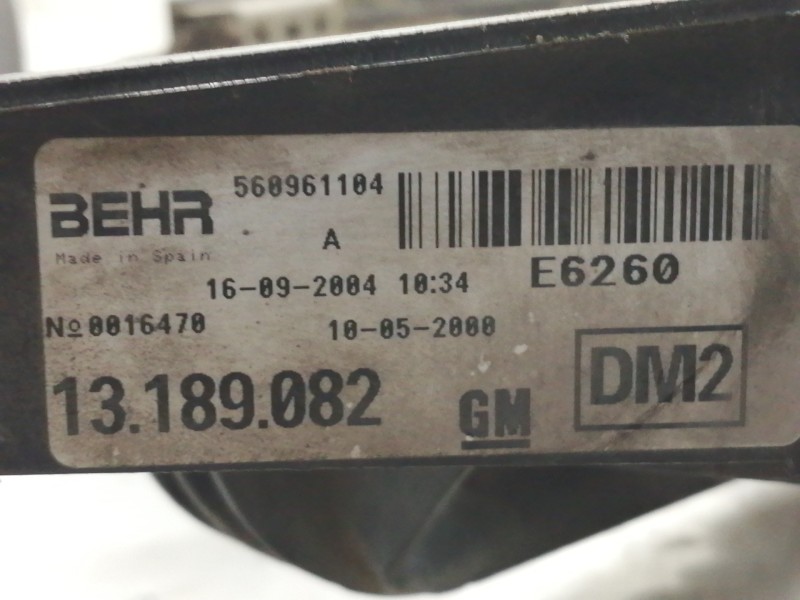 BEHR 560961104
A
Made in Spain
16-09-2004 10:34 E6260
Nº0016470 10-05-2000
13.189.082 GM DM2